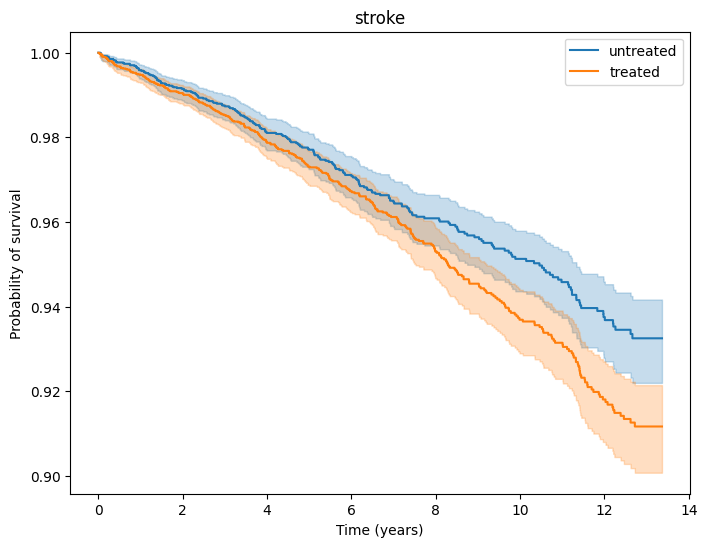 stroke
untreated
treated
Probability of survival
1.00
0.98
0.96
0.94
0.92
0.90
0 2 4 6 8 10 12 14
Time (years)